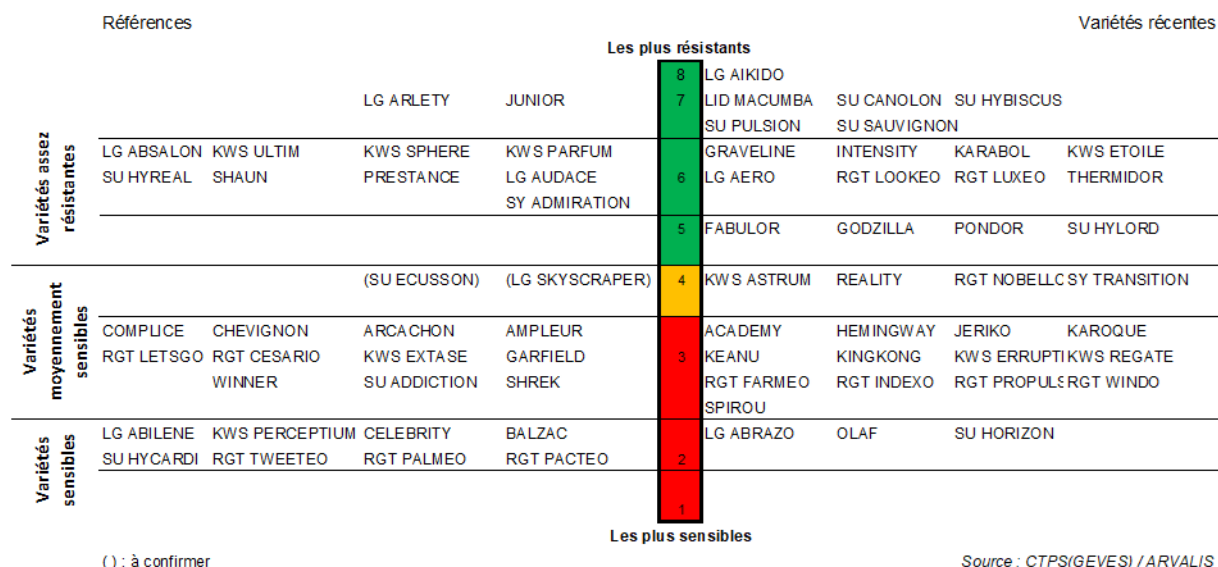 Références Variétés récentes
Les plus résistants
8 LG AIKIDO
LG ARLETY JUNIOR 7 LID MACUMBA SU CANOLON SU HYBISCUS
SU PULSION SU SAUVIGNON
Variétés assez résistantes
LG ABSALON KWS ULTIM KWS SPHERE KWS PARFUM GRAVELINE INTENSITY KARABOL KWS ETOILE
SU HYREAL SHAUN PRESTANCE LG AUDACE 6 LG AERO RGT LOOKEO RGT LUXEO THERMIDOR
SY ADMIRATION
5 FABULOR GODZILLA PONDOR SU HYLORD
Variétés moyennement sensibles
(SU ECUSSON) (LG SKYSCRAPER) 4 KWS ASTRUM REALITY RGT NOBELLC SY TRANSITION
COMPLICE CHEVIGNON ARCACHON AMPLEUR ACADEMY HEMINGWAY JERIKO KAROQUE
RGT LETSGO RGT CESARIO KWS EXTASE GARFIELD 3 KEANU KINGKONG KWS ERRUPTI KWS REGATE
WINNER SU ADDICTION SHREK RGT FARMEO RGT INDEXO RGT PROPULS RGT WINDO
SPIROU
Variétés sensibles
LG ABILENE KWS PERCEPTIUM CELEBRITY BALZAC LG ABRAZO OLAF SU HORIZON
SU HYCARDI RGT TWEETEO RGT PALMEO RGT PACTEO 2
1
Les plus sensibles
( ) : à confirmer Source : CTPS(GEVES) / ARVALIS